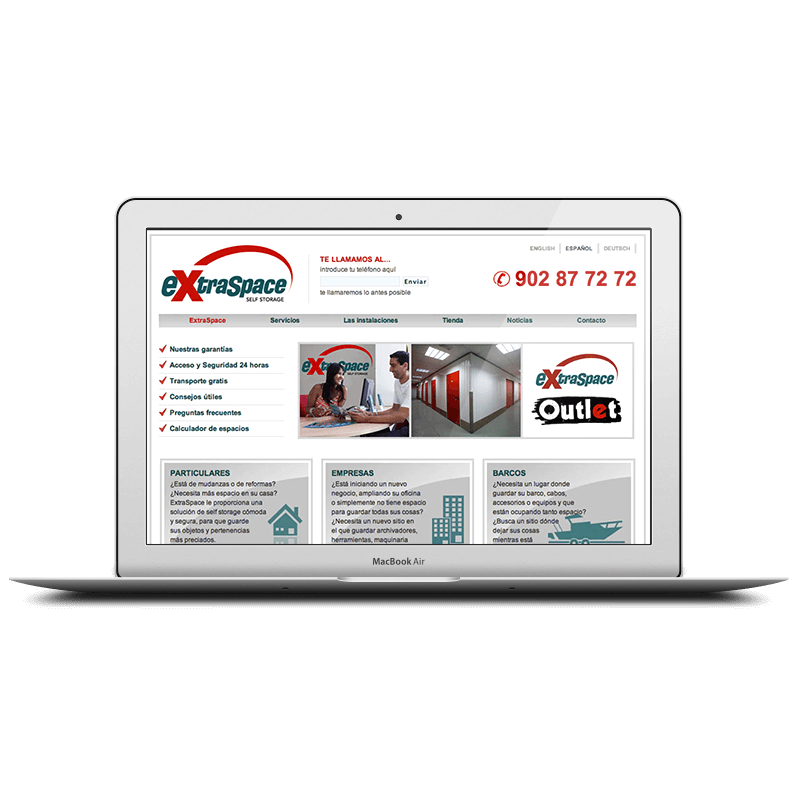 ENGLISH ESPAÑOL DEUTSCH
eXtraSpace
SELF STORAGE
TE LLAMAMOS AL...
introduce tu teléfono aquí
Enviar
te llamaremos lo antes posible
902 87 72 72
ExtraSpace Servicios Las instalaciones Tienda Noticias Contacto
Nuestras garantías
Acceso y Seguridad 24 horas
Transporte gratis
Consejos útiles
Preguntas frecuentes
Calculador de espacios
eXtraSpace
SELF STORAGE
eXtraSpace
Outlet
PARTICULARES
¿Está de mudanzas o de reformas?
¿Necesita más espacio en su casa?
ExtraSpace le proporciona una
solución de self storage cómoda
y segura, para que guarde
sus objetos y pertenencias
más preciados.
EMPRESAS
¿Está iniciando un nuevo
negocio, ampliando su oficina
o simplemente no tiene espacio
para guardar todas sus cosas?
¿Necesita un nuevo sitio en
el que guardar archivadores,
herramientas, maquinaria
BARCOS
¿Necesita un lugar donde
guardar su barco, cabos,
accesorios o equipos y que
están ocupando tanto espacio?
¿Busca un sitio dónde
dejar sus cosas
mientras está
MacBook Air